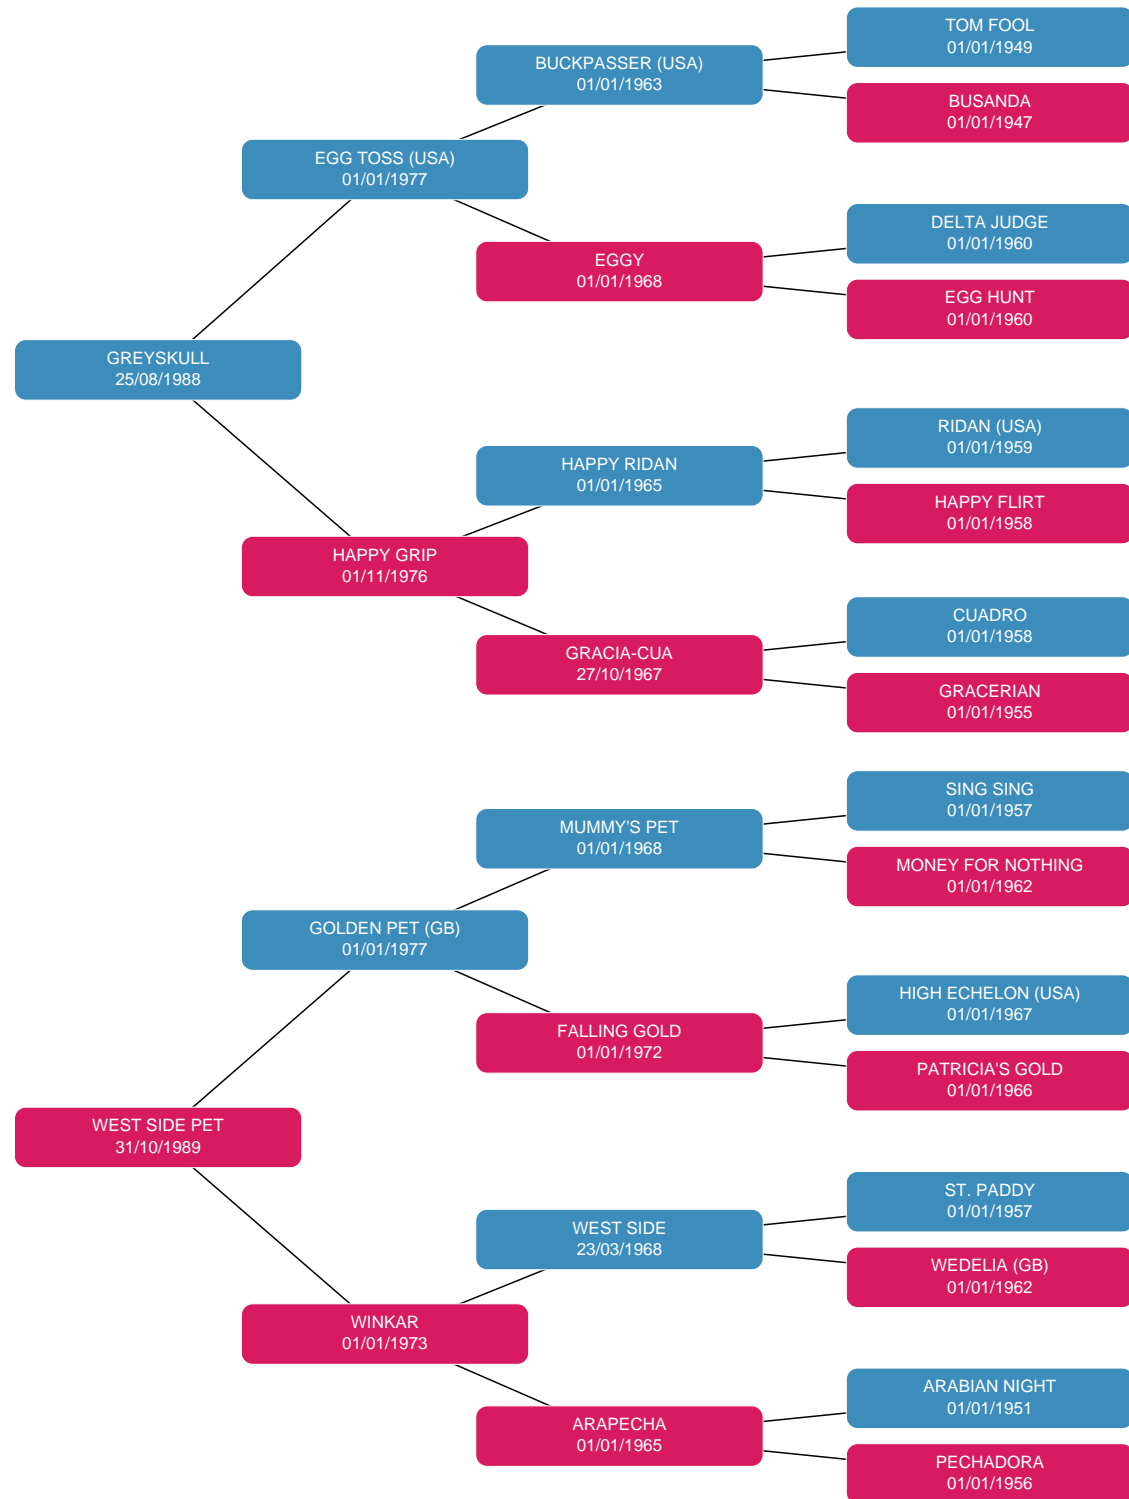 TOM FOOL
01/01/1949
BUCKPASSER (USA)
01/01/1963
BUSANDA
01/01/1947
EGG TOSS (USA)
01/01/1977
DELTA JUDGE
01/01/1960
EGGY
01/01/1968
EGG HUNT
01/01/1960
GREYSKULL
25/08/1988
RIDAN (USA)
01/01/1959
HAPPY RIDAN
01/01/1965
HAPPY FLIRT
01/01/1958
HAPPY GRIP
01/11/1976
CUADRO
01/01/1958
GRACIA-CUA
27/10/1967
GRACERIAN
01/01/1955
SING SING
01/01/1957
MUMMY'S PET
01/01/1968
MONEY FOR NOTHING
01/01/1962
GOLDEN PET (GB)
01/01/1977
HIGH ECHELON (USA)
01/01/1967
FALLING GOLD
01/01/1972
PATRICIA'S GOLD
01/01/1966
WEST SIDE PET
31/10/1989
ST. PADDY
01/01/1957
WEST SIDE
23/03/1968
WEDELIA (GB)
01/01/1962
WINKAR
01/01/1973
ARABIAN NIGHT
01/01/1951
ARAPECHA
01/01/1965
PECHADORA
01/01/1956